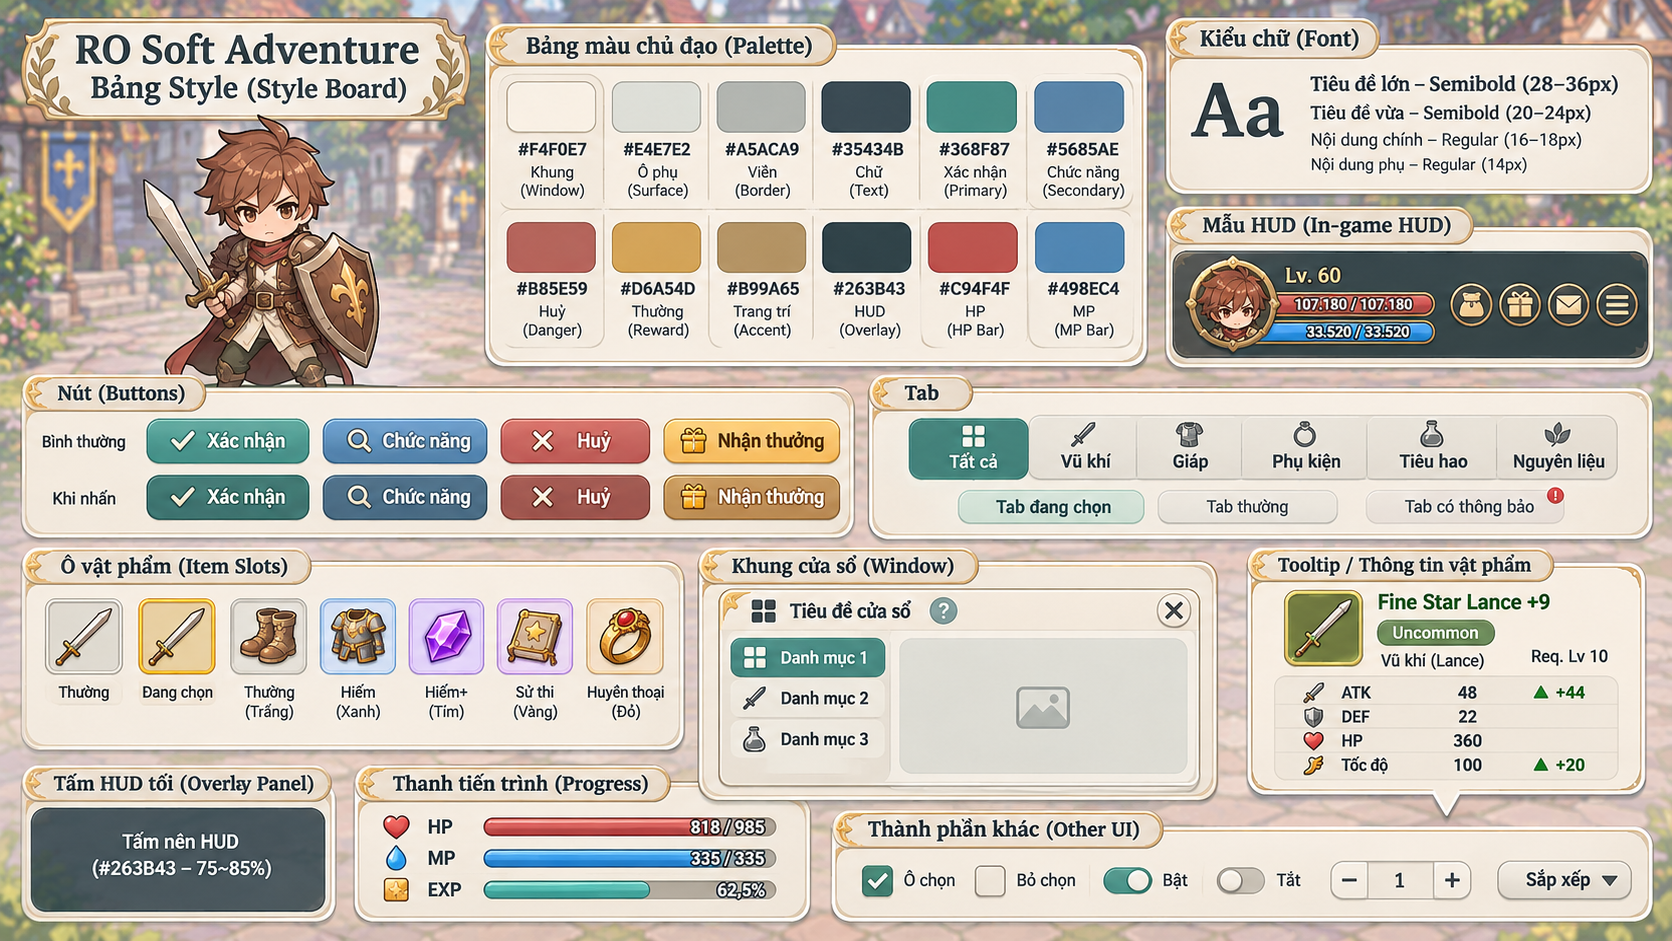 RO Soft Adventure
Bảng Style (Style Board)
Bảng màu chủ đạo (Palette)
#F4F0E7
Khung
(Window)
#E4E7E2
Ô phụ
(Surface)
#A5ACA9
Viền
(Border)
#35434B
Chữ
(Text)
#368F87
Xác nhận
(Primary)
#5685AE
Chức năng
(Secondary)
#B85E59
Huỷ
(Danger)
#D6A54D
Thường
(Reward)
#B99A65
Trang trí
(Accent)
#263B43
HUD
(Overlay)
#C94F4F
HP
(HP Bar)
#498EC4
MP
(MP Bar)
Kiểu chữ (Font)
Aa
Tiêu đề lớn – Semibold (28–36px)
Tiêu đề vừa – Semibold (20–24px)
Nội dung chính – Regular (16–18px)
Nội dung phụ – Regular (14px)
Mẫu HUD (In-game HUD)
Lv. 60
107.180 / 107.180
33.520 / 33.520
Nút (Buttons)
Bình thường
Xác nhận
Chức năng
Huỷ
Nhận thưởng
Khi nhấn
Xác nhận
Chức năng
Huỷ
Nhận thưởng
Tab
Tất cả
Vũ khí
Giáp
Phụ kiện
Tiêu hao
Nguyên liệu
Tab đang chọn
Tab thường
Tab có thông bảo
!
Ô vật phẩm (Item Slots)
Thường
Đang chọn
Thường
(Trắng)
Hiếm
(Xanh)
Hiếm+
(Tím)
Sử thi
(Vàng)
Huyền thoại
(Đỏ)
Khung cửa sổ (Window)
Tiêu đề cửa sổ
?
Danh mục 1
Danh mục 2
Danh mục 3
Tooltip / Thông tin vật phẩm
Fine Star Lance +9
Uncommon
Vũ khí (Lance)
Req. Lv 10
ATK 48 ▲ +44
DEF 22
HP 360
Tốc độ 100 ▲ +20
Tấm HUD tối (Overlay Panel)
Tấm nền HUD
(#263B43 – 75~85%)
Thanh tiến trình (Progress)
HP 818 / 985
MP 335 / 335
EXP 62,5%
Thành phần khác (Other UI)
Ô chọn
Bỏ chọn
Bật
Tắt
− 1 +
Sắp xếp ▼